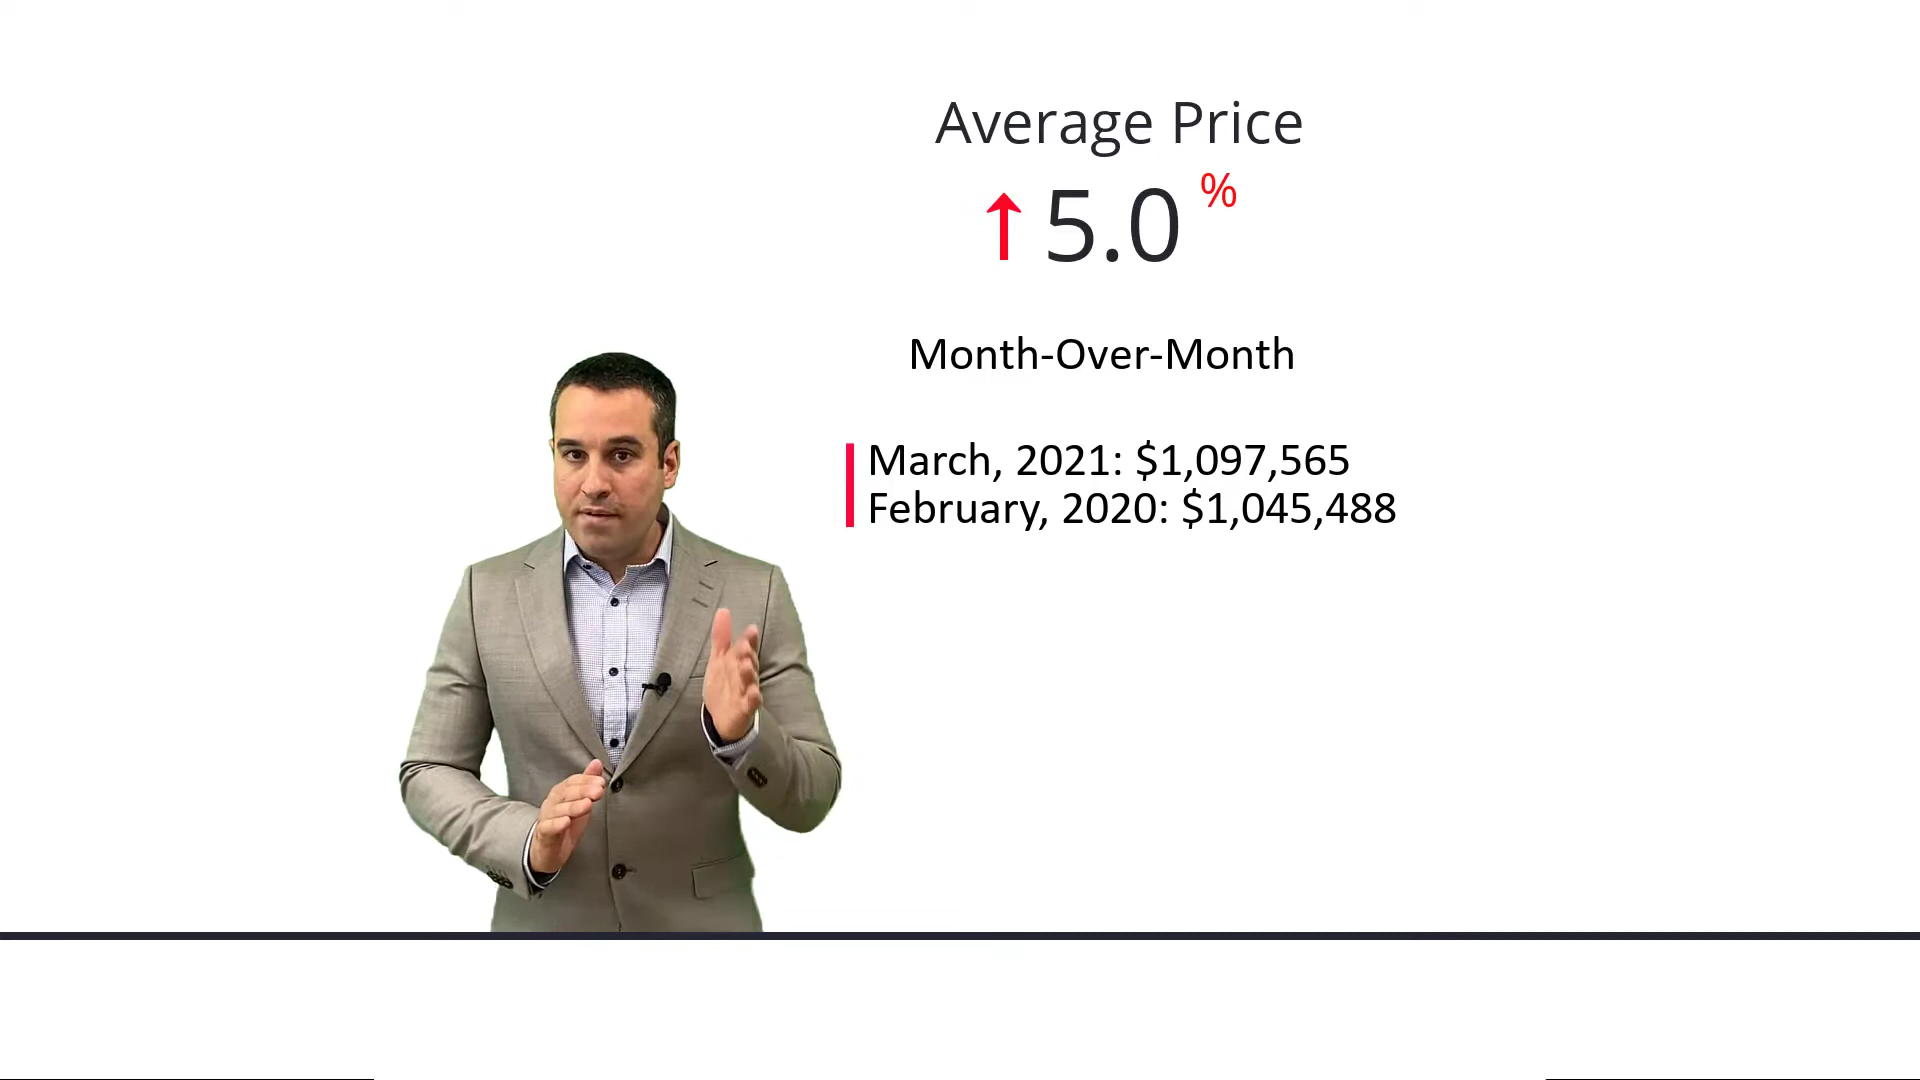 Average Price
↑ 5.0 %
Month-Over-Month
March, 2021: $1,097,565
February, 2020: $1,045,488